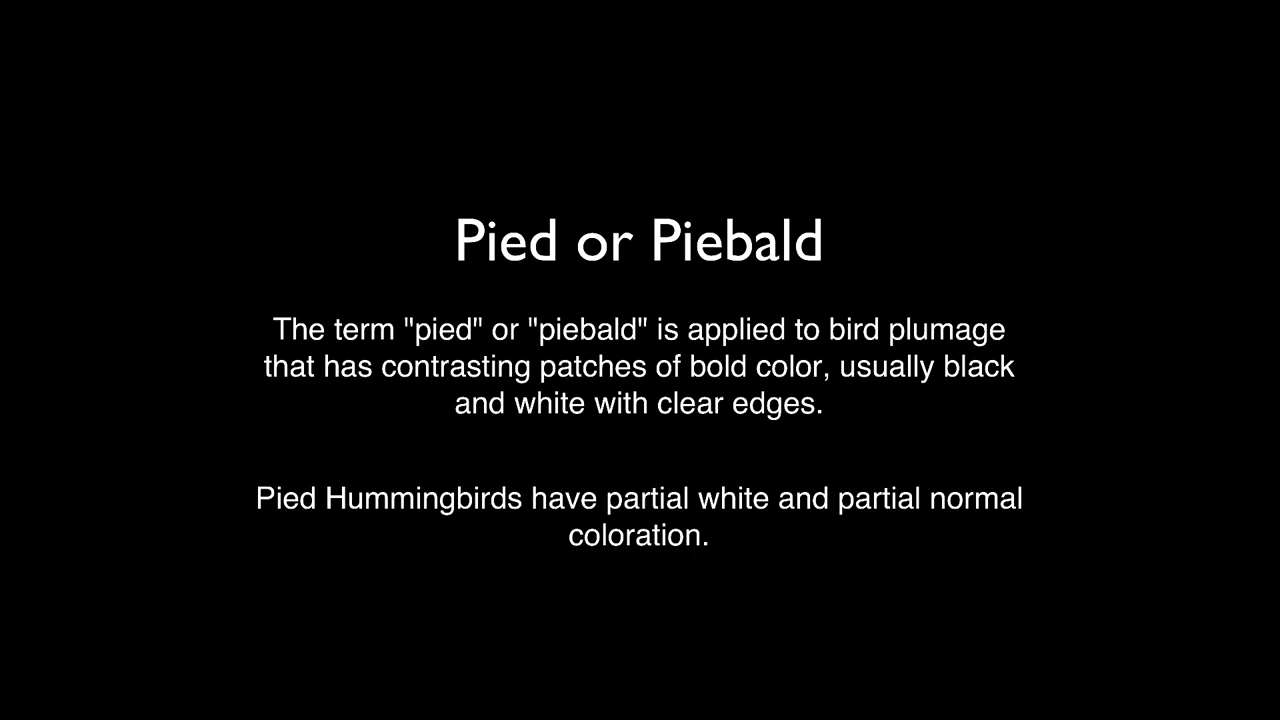 Pied or Piebald
The term "pied" or "piebald" is applied to bird plumage
that has contrasting patches of bold color, usually black
and white with clear edges.
Pied Hummingbirds have partial white and partial normal
coloration.